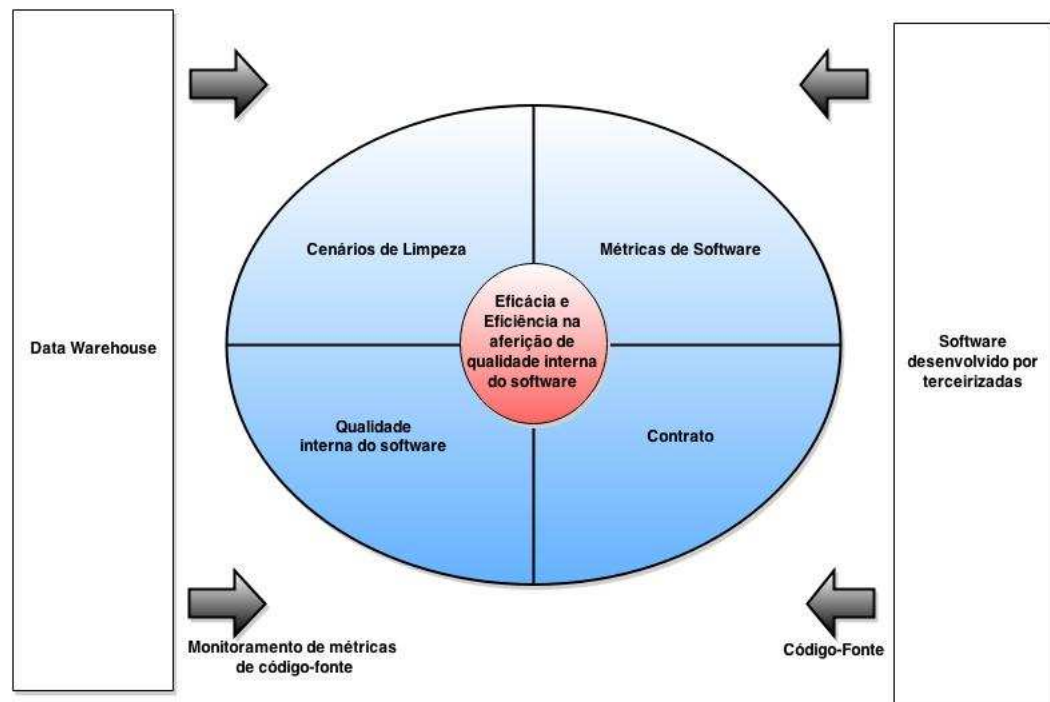 Data Warehouse
Cenários de Limpeza
Métricas de Software
Eficácia e
Eficiência na
aferição de
qualidade interna
do software
Qualidade
interna do software
Contrato
Software
desenvolvido por
terceirizadas
Monitoramento de métricas
de código-fonte
Código-Fonte